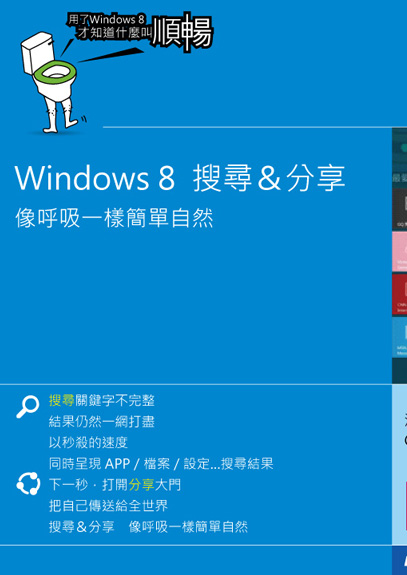 用了Windows 8
才知道什麼叫順暢
Windows 8 搜尋＆分享
像呼吸一樣簡單自然
搜尋關鍵字不完整
結果仍然一網打盡
以秒殺的速度
同時呈現 APP / 檔案 / 設定...搜尋結果
下一秒，打開分享大門
把自己傳送給全世界
搜尋＆分享　像呼吸一樣簡單自然